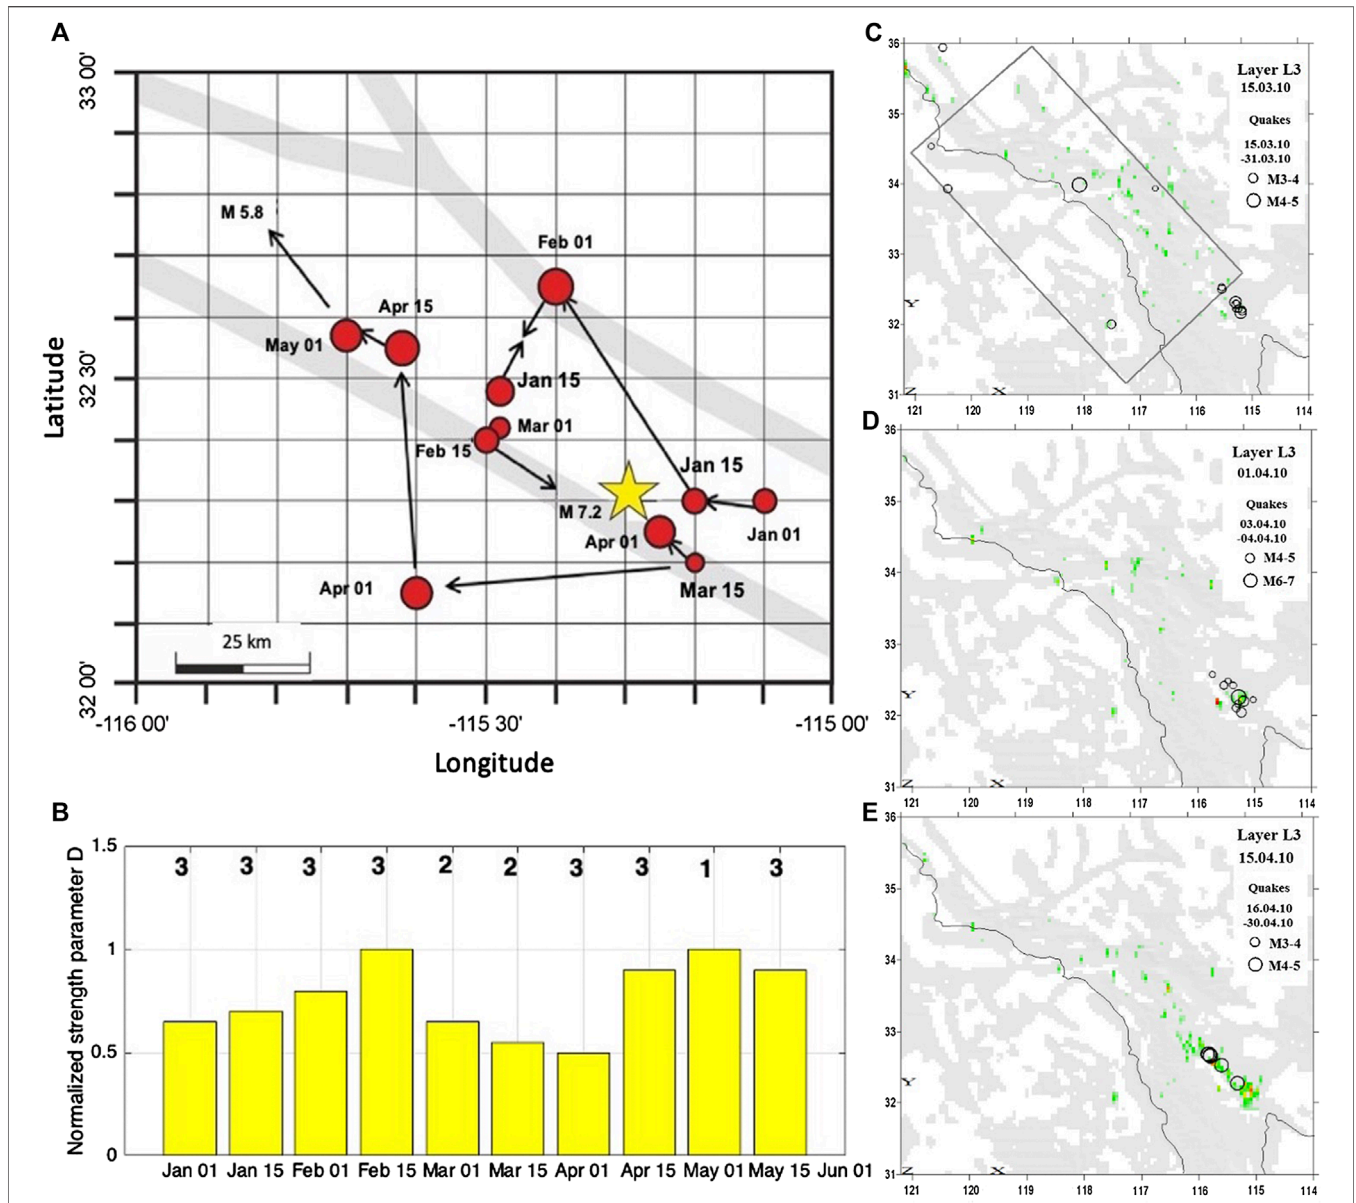 A
33 00'
32 30'
32 00'
Latitude
M 5.8
Feb 01
Apr 15
May 01
Jan 15
Mar 01
Feb 15
Jan 15
M 7.2
Apr 01
Jan 01
Mar 15
Apr 01
25 km
-116 00'
-115 30'
-115 00'
Longitude
B
Normalized strength parameter D
1.5
1
0.5
0
3 3 3 3 2 2 3 3 1 3
Jan 01 Jan 15 Feb 01 Feb 15 Mar 01 Mar 15 Apr 01 Apr 15 May 01 May 15 Jun 01
C
36
35
34
33
32
31
Y
Z
X
Layer L3
15.03.10
Quakes
15.03.10
-31.03.10
M3-4
M4-5
121 120 119 118 117 116 115 114
D
36
35
34
33
32
31
Y
Z
X
Layer L3
01.04.10
Quakes
03.04.10
-04.04.10
M4-5
M6-7
121 120 119 118 117 116 115 114
E
36
35
34
33
32
31
Y
Z
X
Layer L3
15.04.10
Quakes
16.04.10
-30.04.10
M3-4
M4-5
121 120 119 118 117 116 115 114